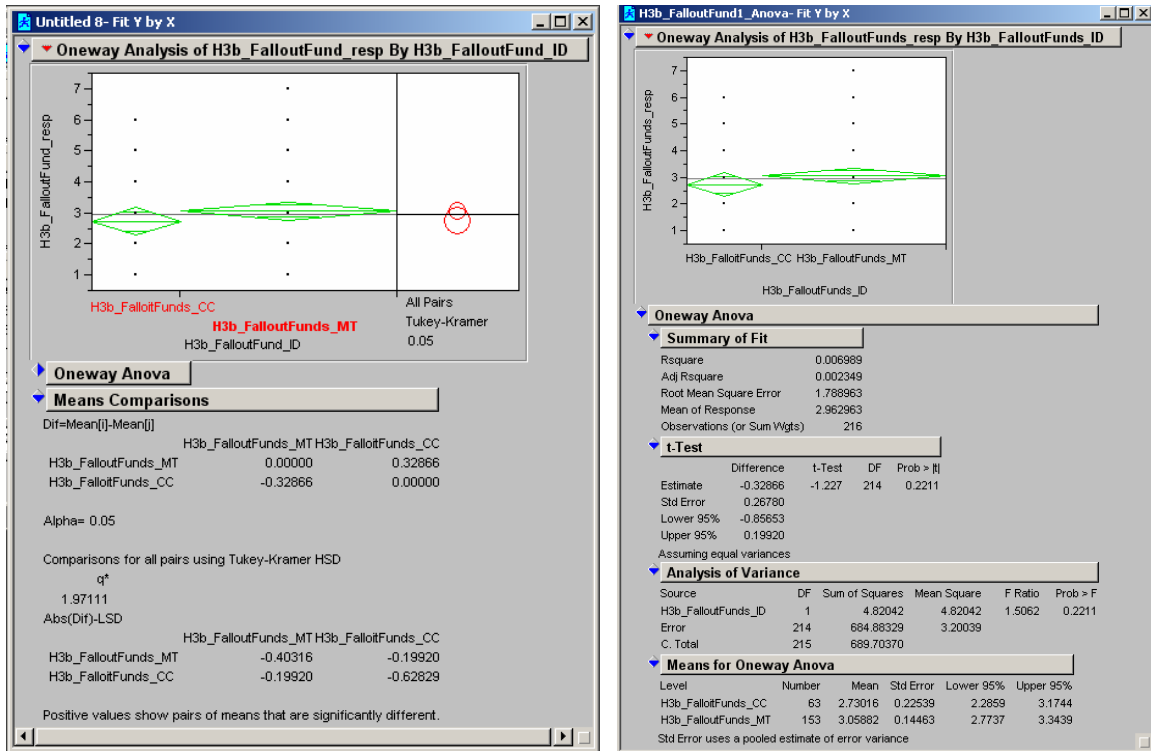 Untitled 8- Fit Y by X
Oneway Analysis of H3b_FalloutFund_resp By H3b_FalloutFund_ID
H3b_FalloutFund_resp
7
6
5
4
3
2
1
H3b_FalloitFunds_CC
H3b_FalloutFunds_MT
H3b_FalloutFund_ID
All Pairs
Tukey-Kramer
0.05
Oneway Anova
Means Comparisons
Dif=Mean[i]-Mean[j]
H3b_FalloutFunds_MT H3b_FalloitFunds_CC
H3b_FalloutFunds_MT 0.00000 0.32866
H3b_FalloitFunds_CC -0.32866 0.00000
Alpha= 0.05
Comparisons for all pairs using Tukey-Kramer HSD
q*
1.97111
Abs(Dif)-LSD
H3b_FalloutFunds_MT H3b_FalloitFunds_CC
H3b_FalloutFunds_MT -0.40316 -0.19920
H3b_FalloitFunds_CC -0.19920 -0.62829
Positive values show pairs of means that are significantly different.
H3b_FalloutFund1_Anova- Fit Y by X
Oneway Analysis of H3b_FalloutFunds_resp By H3b_FalloutFunds_ID
H3b_FalloutFunds_resp
7
6
5
4
3
2
1
H3b_FalloitFunds_CC H3b_FalloutFunds_MT
H3b_FalloutFunds_ID
Oneway Anova
Summary of Fit
Rsquare 0.006989
Adj Rsquare 0.002349
Root Mean Square Error 1.788963
Mean of Response 2.962963
Observations (or Sum Wgts) 216
t-Test
Difference t-Test DF Prob > |t|
Estimate -0.32866 -1.227 214 0.2211
Std Error 0.26780
Lower 95% -0.85653
Upper 95% 0.19920
Assuming equal variances
Analysis of Variance
Source DF Sum of Squares Mean Square F Ratio Prob > F
H3b_FalloutFunds_ID 1 4.82042 4.82042 1.5062 0.2211
Error 214 684.88329 3.20039
C. Total 215 689.70370
Means for Oneway Anova
Level Number Mean Std Error Lower 95% Upper 95%
H3b_FalloitFunds_CC 63 2.73016 0.22539 2.2859 3.1744
H3b_FalloutFunds_MT 153 3.05882 0.14463 2.7737 3.3439
Std Error uses a pooled estimate of error variance